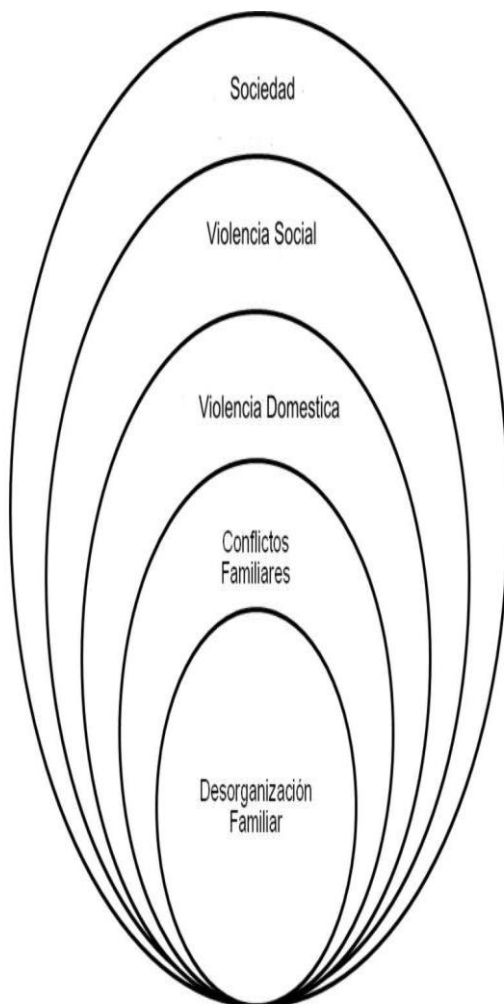 Sociedad
Violencia Social
Violencia Domestica
Conflictos
Familiares
Desorganización
Familiar